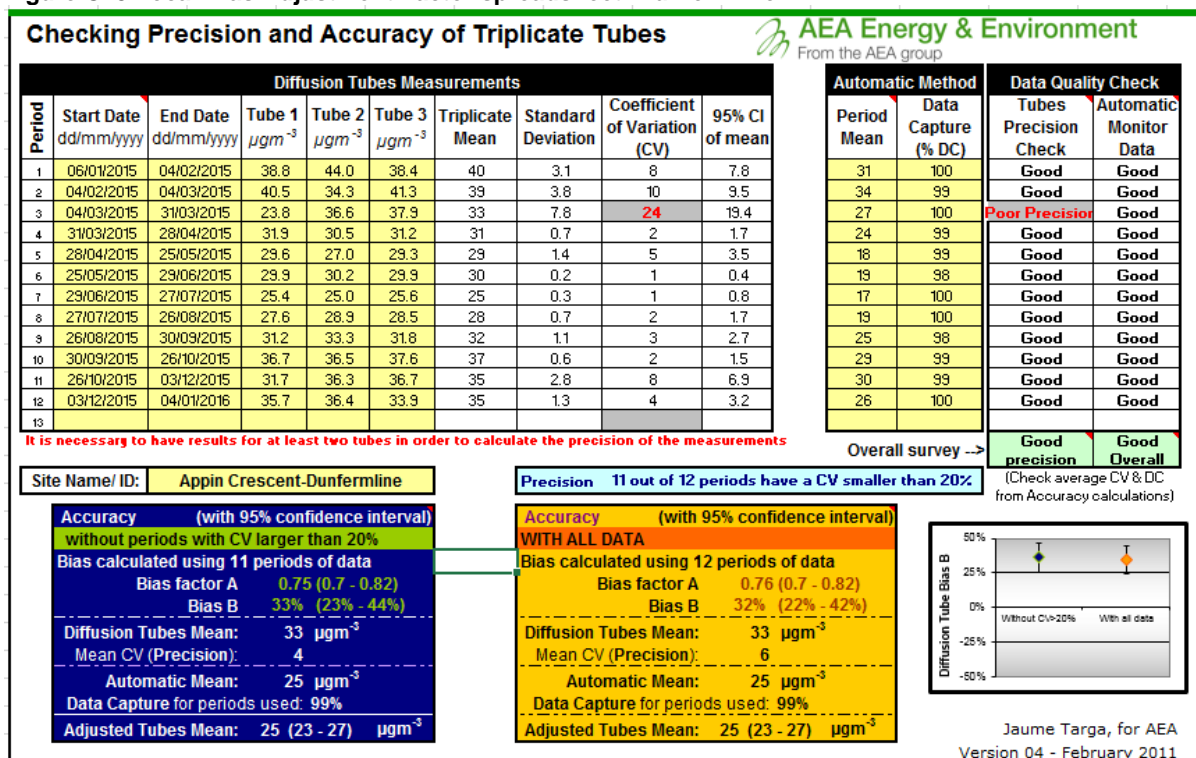 Checking Precision and Accuracy of Triplicate Tubes
AEA Energy & Environment
From the AEA group
Diffusion Tubes Measurements
Automatic Method
Data Quality Check
Period Start Date dd/mm/yyyy End Date dd/mm/yyyy Tube 1 µgm-3 Tube 2 µgm-3 Tube 3 µgm-3 Triplicate Mean Standard Deviation Coefficient of Variation (CV) 95% CI of mean Period Mean Data Capture (% DC) Tubes Precision Check Automatic Monitor Data
1 06/01/2015 04/02/2015 38.8 44.0 38.4 40 3.1 8 7.8 31 100 Good Good
2 04/02/2015 04/03/2015 40.5 34.3 41.3 39 3.8 10 9.5 34 99 Good Good
3 04/03/2015 31/03/2015 23.8 36.6 37.9 33 7.8 24 19.4 27 100 Poor Precision Good
4 31/03/2015 28/04/2015 31.9 30.5 31.2 31 0.7 2 1.7 24 99 Good Good
5 28/04/2015 25/05/2015 29.6 27.0 29.3 29 1.4 5 3.5 18 99 Good Good
6 25/05/2015 29/06/2015 29.9 30.2 29.9 30 0.2 1 0.4 19 98 Good Good
7 29/06/2015 27/07/2015 25.4 25.0 25.6 25 0.3 1 0.8 17 100 Good Good
8 27/07/2015 26/08/2015 27.6 28.9 28.5 28 0.7 2 1.7 19 100 Good Good
9 26/08/2015 30/09/2015 31.2 33.3 31.8 32 1.1 3 2.7 25 98 Good Good
10 30/09/2015 26/10/2015 36.7 36.5 37.6 37 0.6 2 1.5 29 99 Good Good
11 26/10/2015 03/12/2015 31.7 36.3 36.7 35 2.8 8 6.9 30 99 Good Good
12 03/12/2015 04/01/2016 35.7 36.4 33.9 35 1.3 4 3.2 26 100 Good Good
13
It is necessary to have results for at least two tubes in order to calculate the precision of the measurements
Overall survey --> Good precision Good Overall
Site Name/ ID: Appin Crescent-Dunfermline
Precision 11 out of 12 periods have a CV smaller than 20%
(Check average CV & DC
from Accuracy calculations)
Accuracy (with 95% confidence interval)
without periods with CV larger than 20%
Bias calculated using 11 periods of data
Bias factor A 0.75 (0.7 - 0.82)
Bias B 33% (23% - 44%)
Diffusion Tubes Mean: 33 µgm-3
Mean CV (Precision): 4
Automatic Mean: 25 µgm-3
Data Capture for periods used: 99%
Adjusted Tubes Mean: 25 (23 - 27) µgm-3
Accuracy (with 95% confidence interval)
WITH ALL DATA
Bias calculated using 12 periods of data
Bias factor A 0.76 (0.7 - 0.82)
Bias B 32% (22% - 42%)
Diffusion Tubes Mean: 33 µgm-3
Mean CV (Precision): 6
Automatic Mean: 25 µgm-3
Data Capture for periods used: 99%
Adjusted Tubes Mean: 25 (23 - 27) µgm-3
Diffusion Tube Bias B
50%
25%
0%
-25%
-50%
Without CV>20% With all data
Jaume Targa, for AEA
Version 04 - February 2011